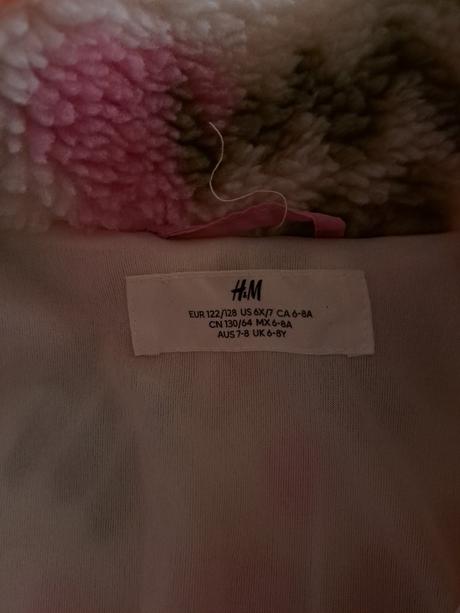 H&M
EUR 122/128 US 6X/7 CA 6-8A
CN 130/64 MX 6-8A
AUS 7-8 UK 6-8Y